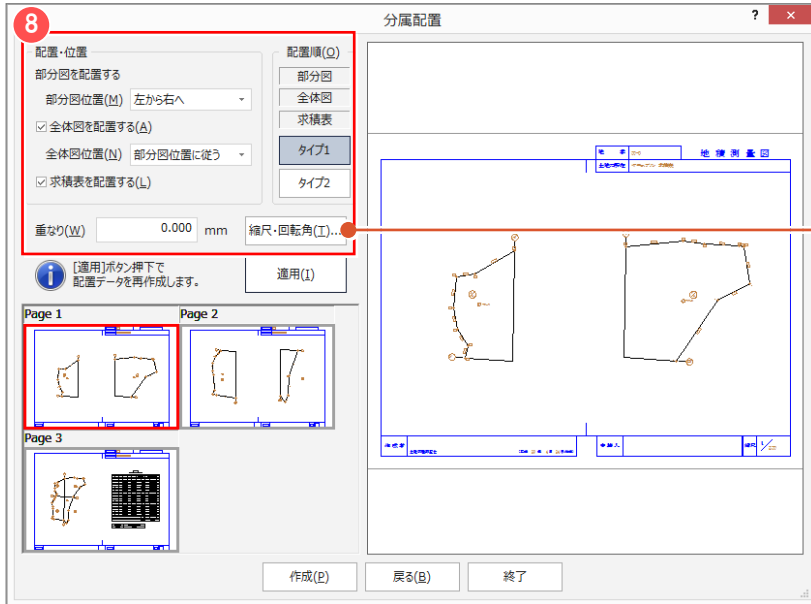 8
分属配置
?
×
配置・位置
部分図を配置する
部分図位置(M) 左から右へ
全体図を配置する(A)
全体図位置(N) 部分図位置に従う
求積表を配置する(L)
配置順(O)
部分図
全体図
求積表
タイプ1
タイプ2
重なり(W) 0.000 mm 縮尺・回転角(T)...
[適用]ボタン押下で
配置データを再作成します。
適用(I)
Page 1
Page 2
Page 3
地積測量図
作成(P) 戻る(B) 終了